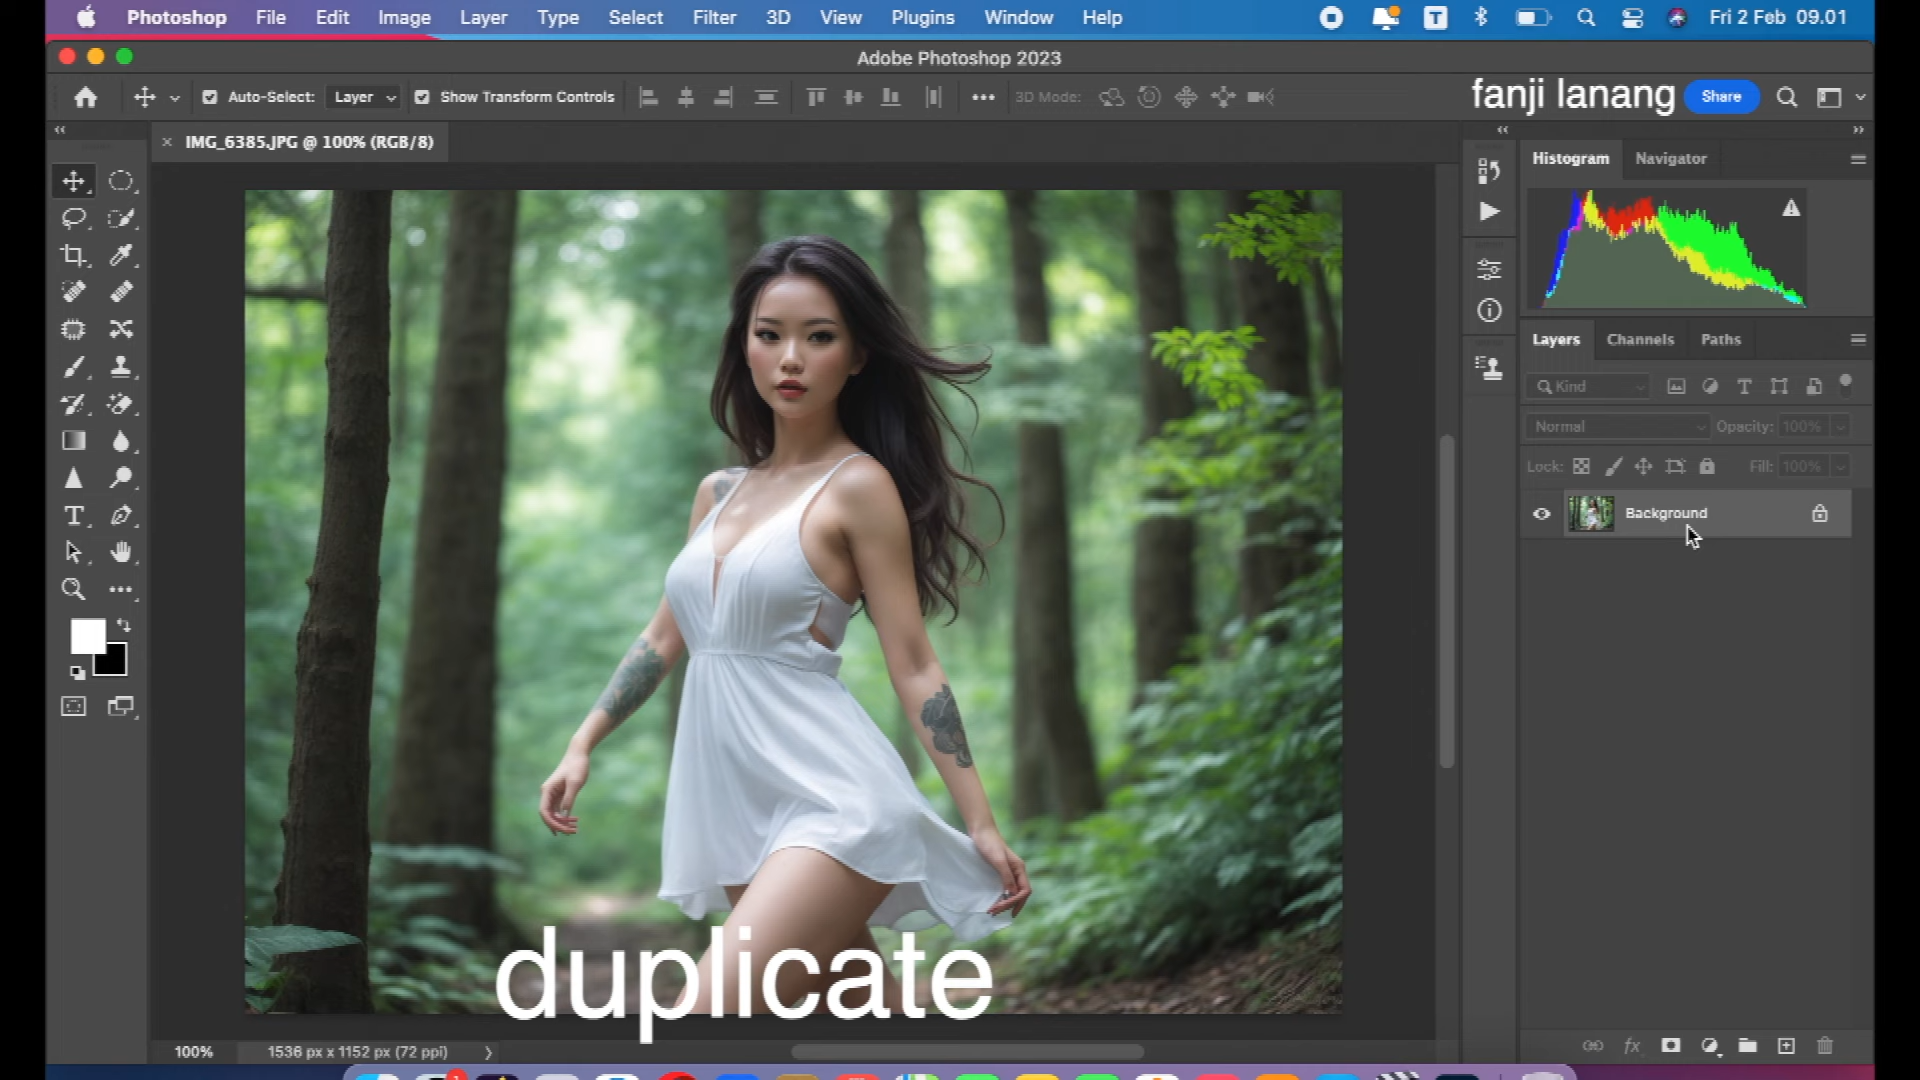 Photoshop File Edit Image Layer Type Select Filter 3D View Plugins Window Help T Fri 2 Feb 09.01
Adobe Photoshop 2023
Auto-Select: Layer Show Transform Controls 3D Mode: fanji lanang Share
IMG_6385.JPG @ 100% (RGB/8)
Histogram Navigator
Layers Channels Paths
Kind
Normal Opacity: 100%
Lock: Fill: 100%
Background
duplicate
100% 1536 px x 1152 px (72 ppi)
fx